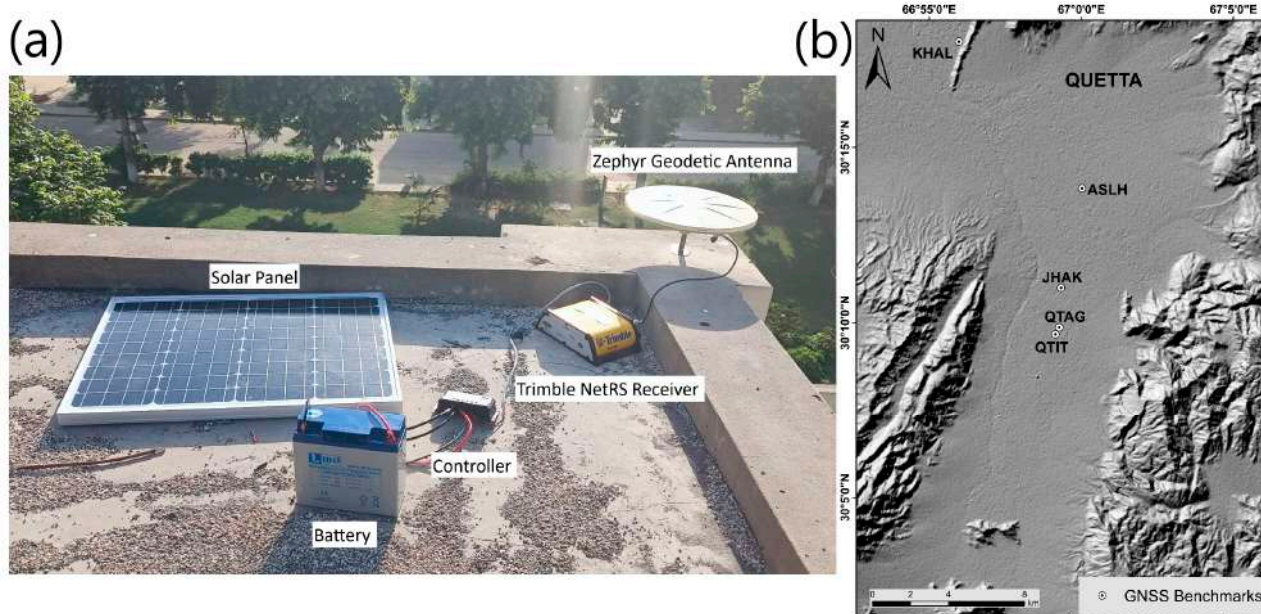 (a)
Zephyr Geodetic Antenna
Solar Panel
Trimble
Trimble NetRS Receiver
Controller
Battery
(b)
66°55'0"E 67°0'0"E 67°5'0"E
N
KHAL
QUETTA
30°15'0"N
ASLH
JHAK
QTAG
30°10'0"N
QTIT
30°5'0"N
0 2 4 8
km
GNSS Benchmarks